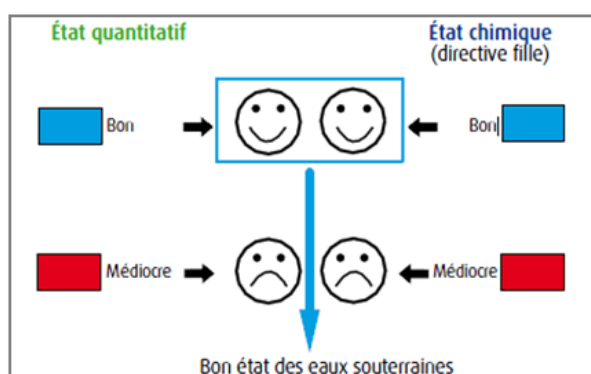 État quantitatif
État chimique
(directive fille)
Bon
Bon
Médiocre
Médiocre
Bon état des eaux souterraines